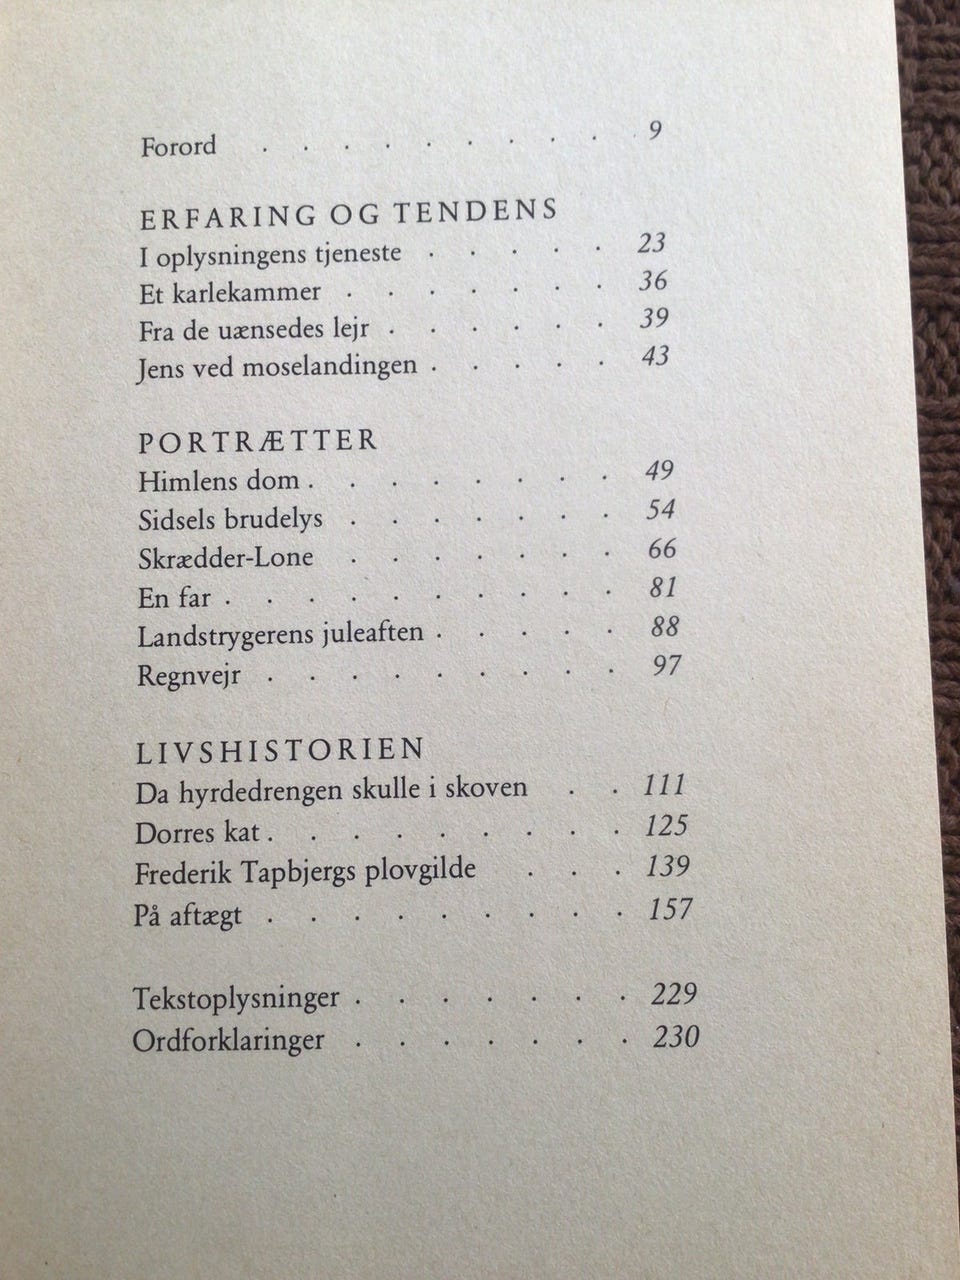 Forord . . . . . . . . . 9
ERFARING OG TENDENS
I oplysningens tjeneste . . . . . 23
Et karlekammer . . . . . . . 36
Fra de uænsedes lejr . . . . . . 39
Jens ved moselandingen . . . . . 43
PORTRÆTTER
Himlens dom . . . . . . . . 49
Sidsels brudelys . . . . . . . 54
Skrædder-Lone . . . . . . . 66
En far . . . . . . . . . . 81
Landstrygerens juleaften . . . . . 88
Regnvejr . . . . . . . . . 97
LIVSHISTORIEN
Da hyrdedrengen skulle i skoven . . 111
Dorres kat . . . . . . . . . 125
Frederik Tapbjergs plovgilde . . . 139
På aftægt . . . . . . . . . 157
Tekstoplysninger . . . . . . . 229
Ordforklaringer . . . . . . . 230